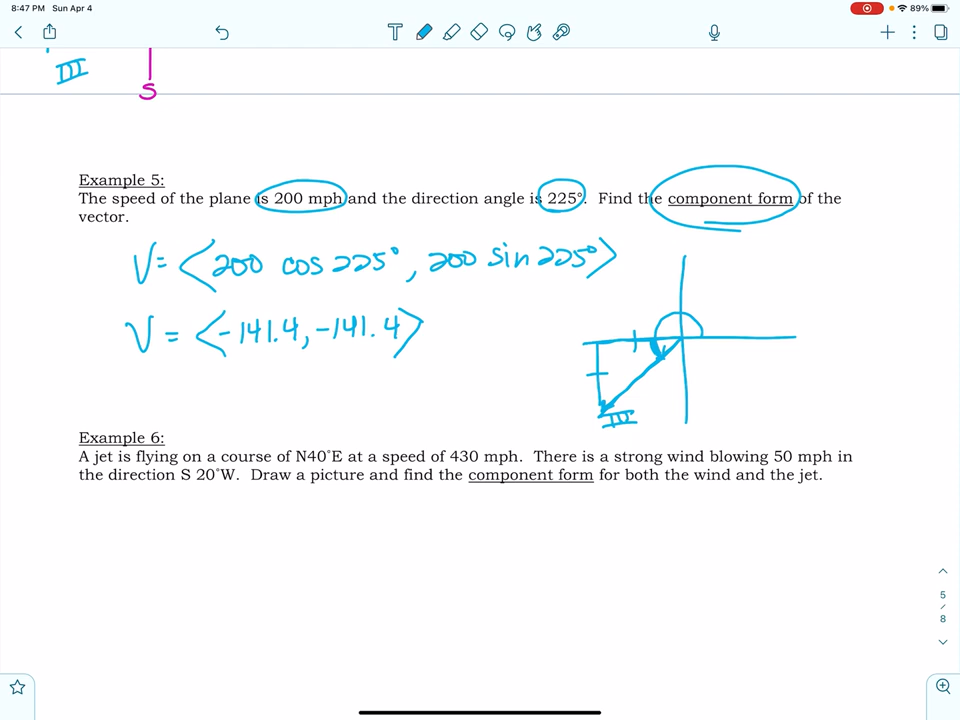 8:47 PM Sun Apr 4
89%
III
S
Example 5:
The speed of the plane is 200 mph and the direction angle is 225°. Find the component form of the
vector.
V = ⟨200 cos 225°, 200 sin 225°⟩
V = ⟨-141.4, -141.4⟩
III
Example 6:
A jet is flying on a course of N40°E at a speed of 430 mph. There is a strong wind blowing 50 mph in
the direction S 20°W. Draw a picture and find the component form for both the wind and the jet.
5
/
8